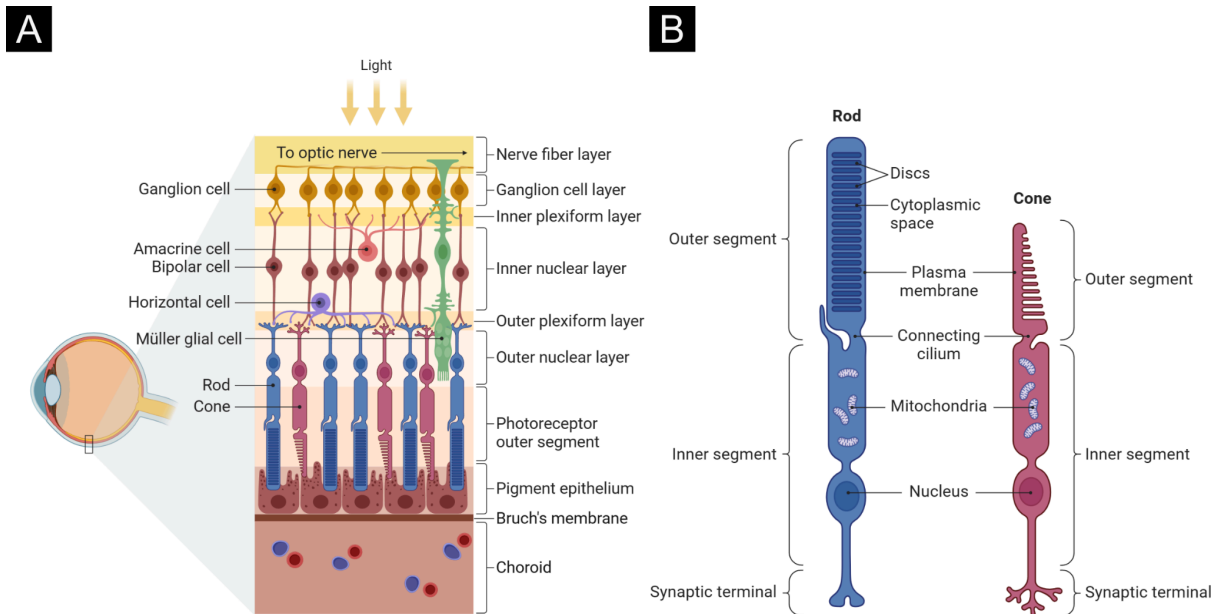 A
Light
To optic nerve
Nerve fiber layer
Ganglion cell
Ganglion cell layer
Inner plexiform layer
Amacrine cell
Bipolar cell
Inner nuclear layer
Horizontal cell
Outer plexiform layer
Müller glial cell
Outer nuclear layer
Rod
Cone
Photoreceptor
outer segment
Pigment epithelium
Bruch's membrane
Choroid
B
Rod
Cone
Discs
Cytoplasmic
space
Outer segment
Plasma
membrane
Outer segment
Connecting
cilium
Mitochondria
Inner segment
Inner segment
Nucleus
Synaptic terminal
Synaptic terminal